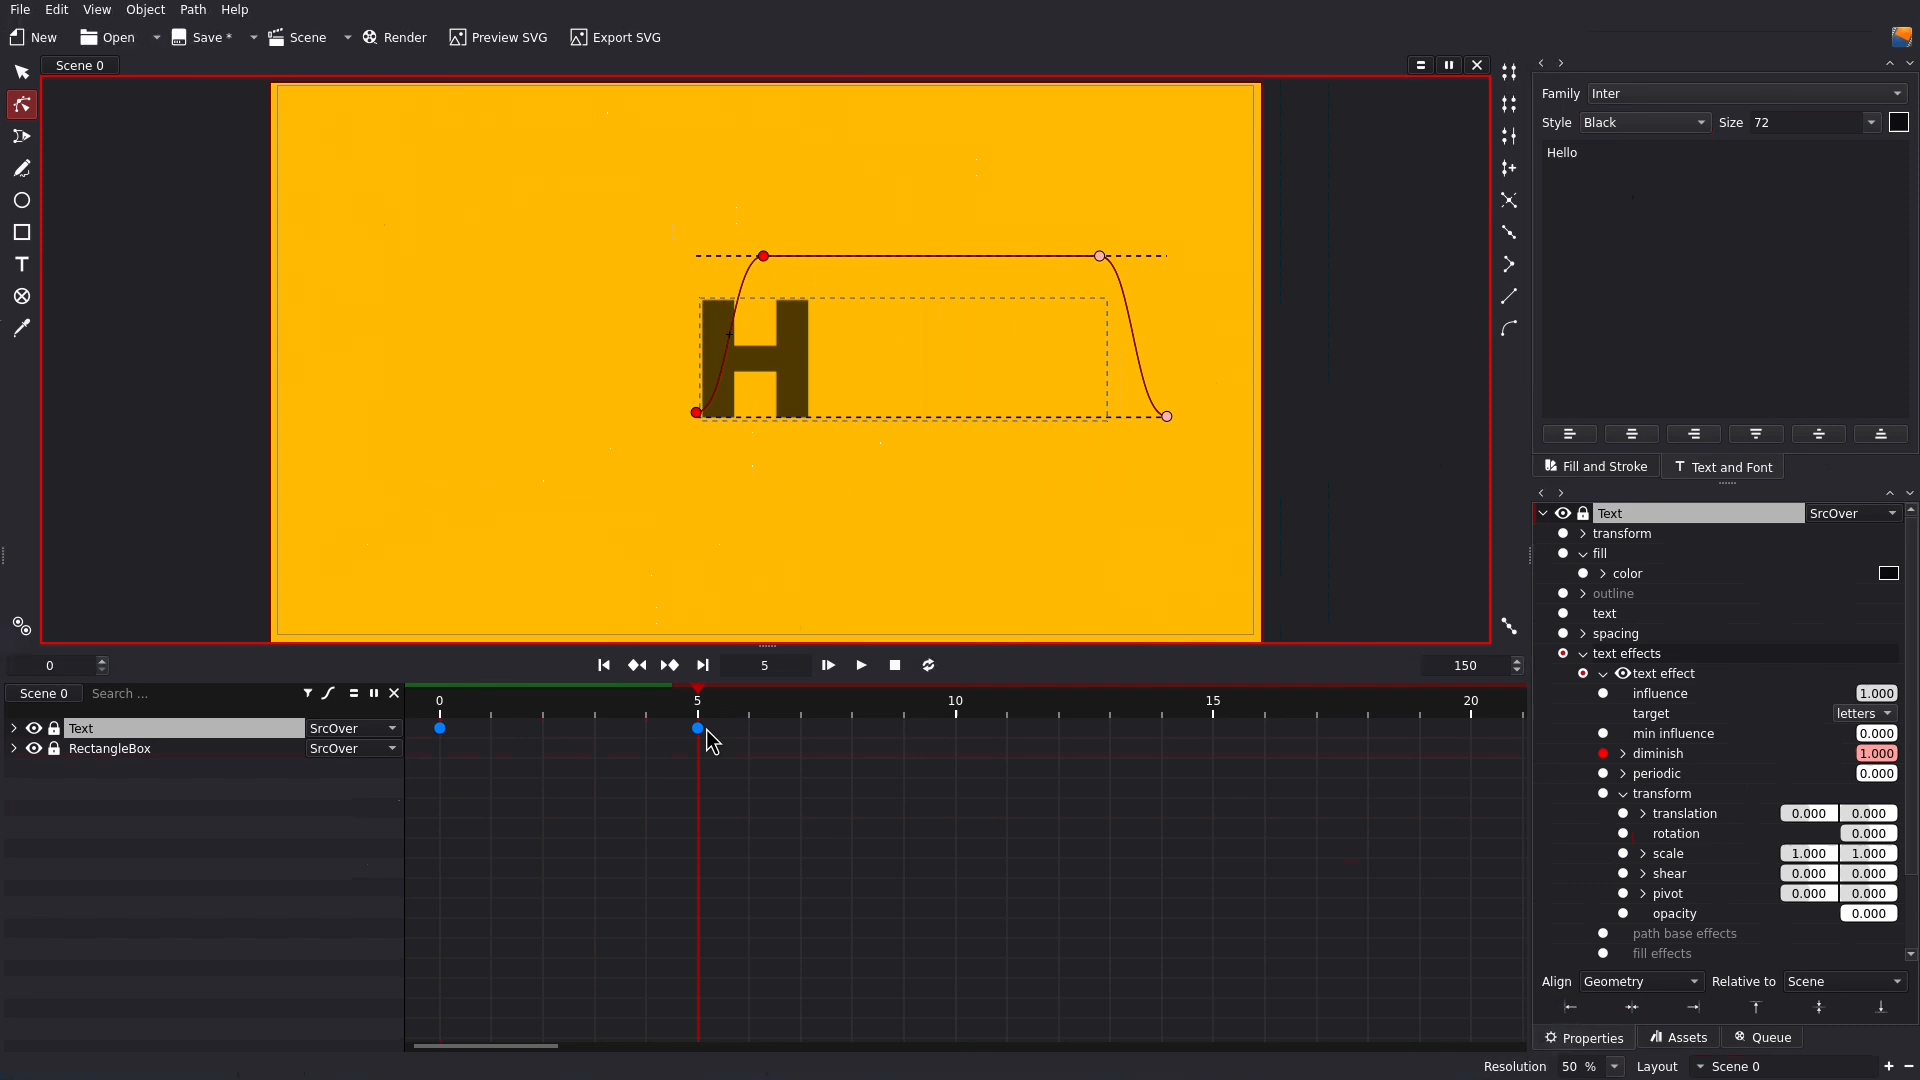 File Edit View Object Path Help
New Open Save * Scene Render Preview SVG Export SVG
Scene 0
Family Inter
Style Black Size 72
Hello
H
Fill and Stroke Text and Font
Text SrcOver
transform
fill
color
outline
text
spacing
text effects
text effect
influence 1.000
target letters
min influence 0.000
diminish 1.000
periodic 0.000
transform
translation 0.000 0.000
rotation 0.000
scale 1.000 1.000
shear 0.000 0.000
pivot 0.000 0.000
opacity 0.000
path base effects
fill effects
Align Geometry Relative to Scene
Properties Assets Queue
0 5 150
Scene 0 Search ... 0 5 10 15 20
Text SrcOver
RectangleBox SrcOver
Resolution 50 % Layout Scene 0